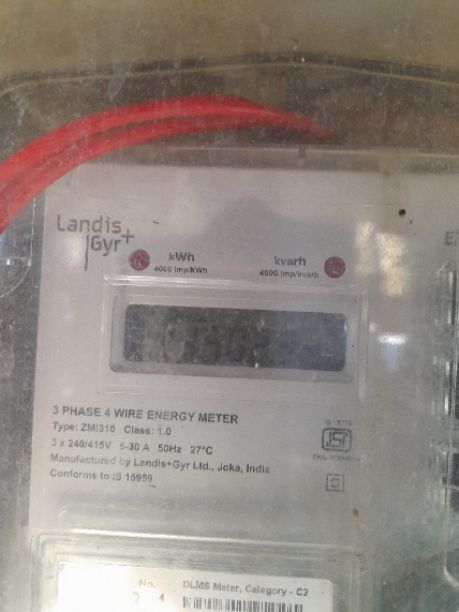 Landis
Gyr+
kWh
4000 imp/kWh
kvarh
4000 imp/kvarh
3 PHASE 4 WIRE ENERGY METER
Type: ZMI310 Class: 1.0
3 x 240/415V 5-30 A 50Hz 27°C
Manufactured by Landis+Gyr Ltd., Joka, India
Conforms to IS 15959
ISI
No.
DLMS Meter, Category - C2